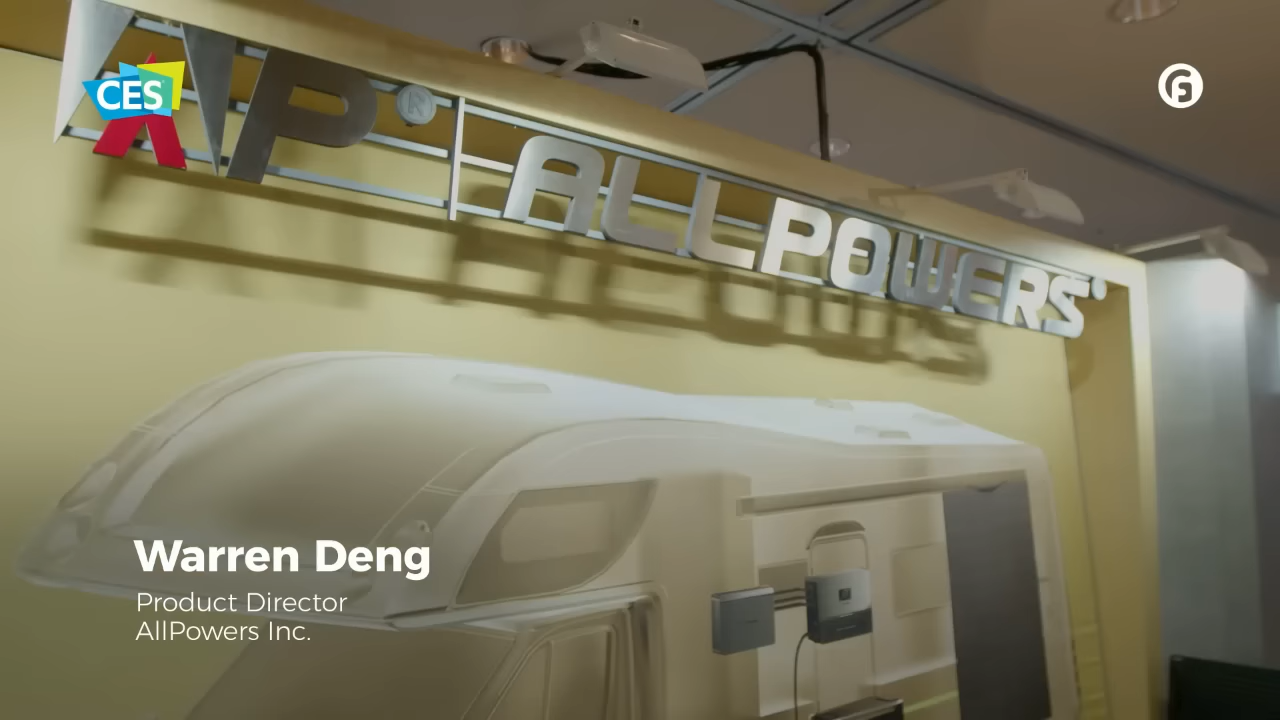 CES
AP®
ALLPOWERS
Warren Deng
Product Director
AllPowers Inc.